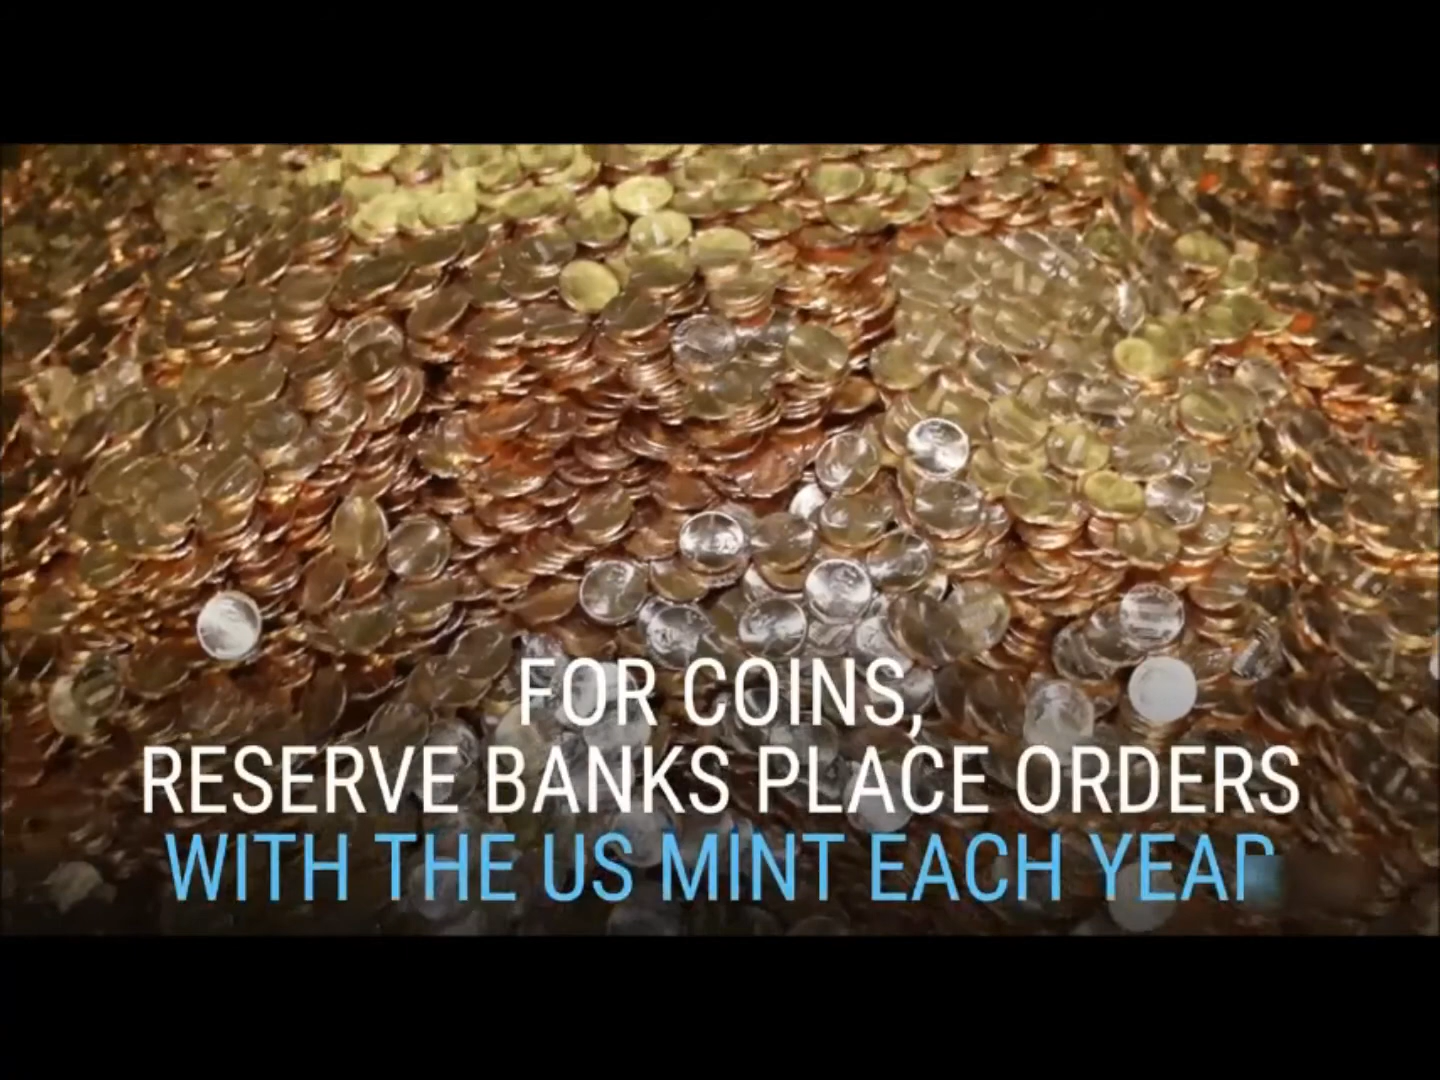 FOR COINS,
RESERVE BANKS PLACE ORDERS
WITH THE US MINT EACH YEAR